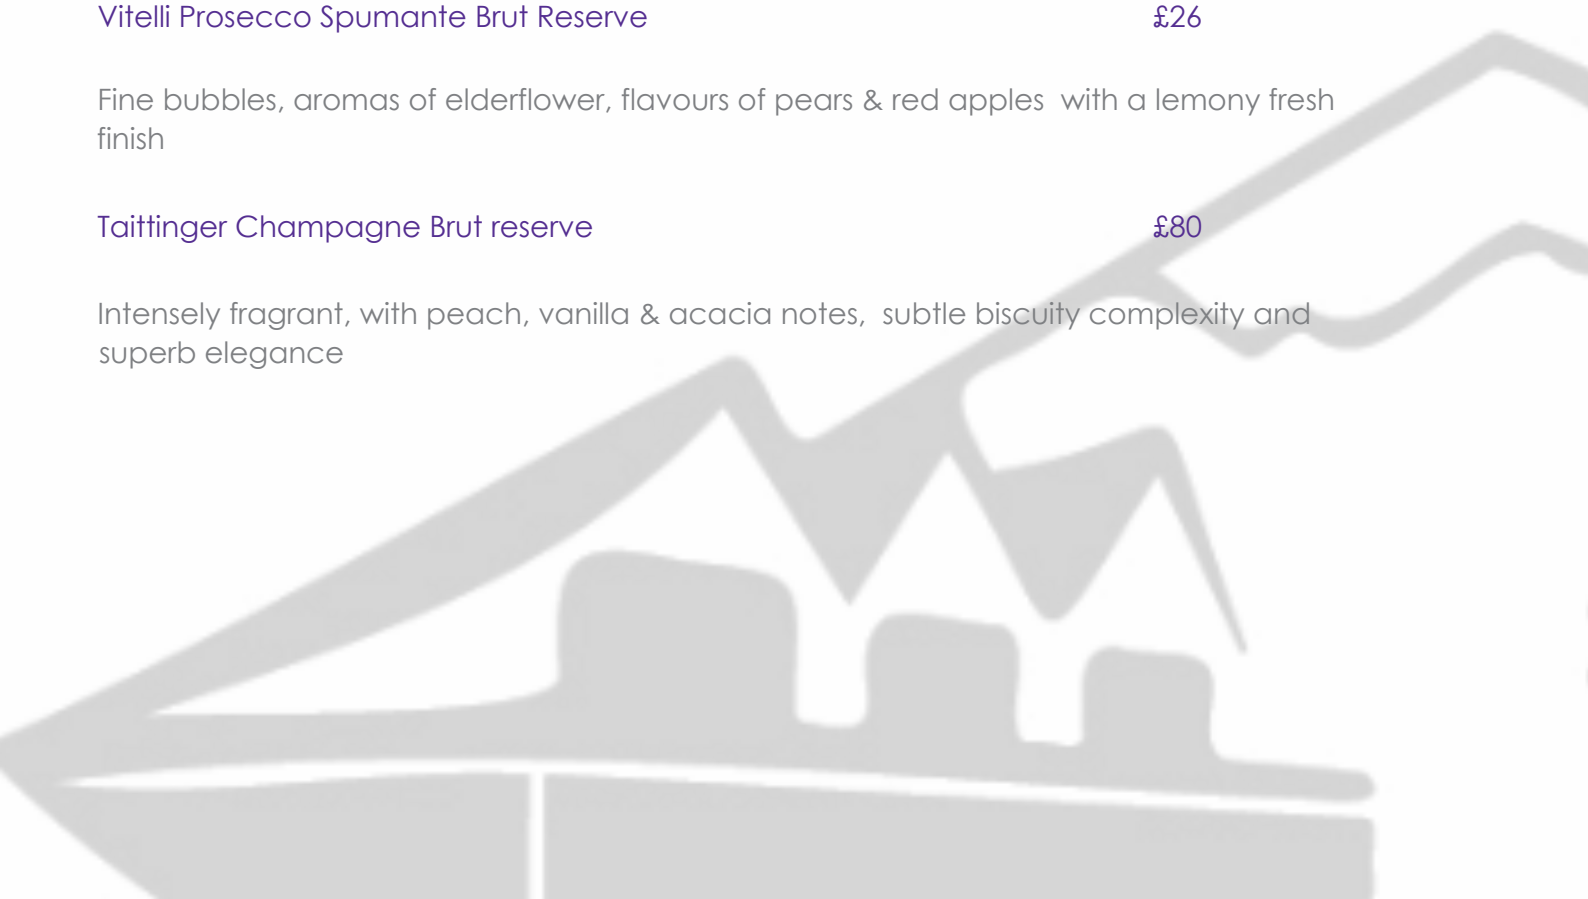 Vitelli Prosecco Spumante Brut Reserve £26
Fine bubbles, aromas of elderflower, flavours of pears & red apples  with a lemony fresh
finish
Taittinger Champagne Brut reserve £80
Intensely fragrant, with peach, vanilla & acacia notes,  subtle biscuity complexity and
superb elegance